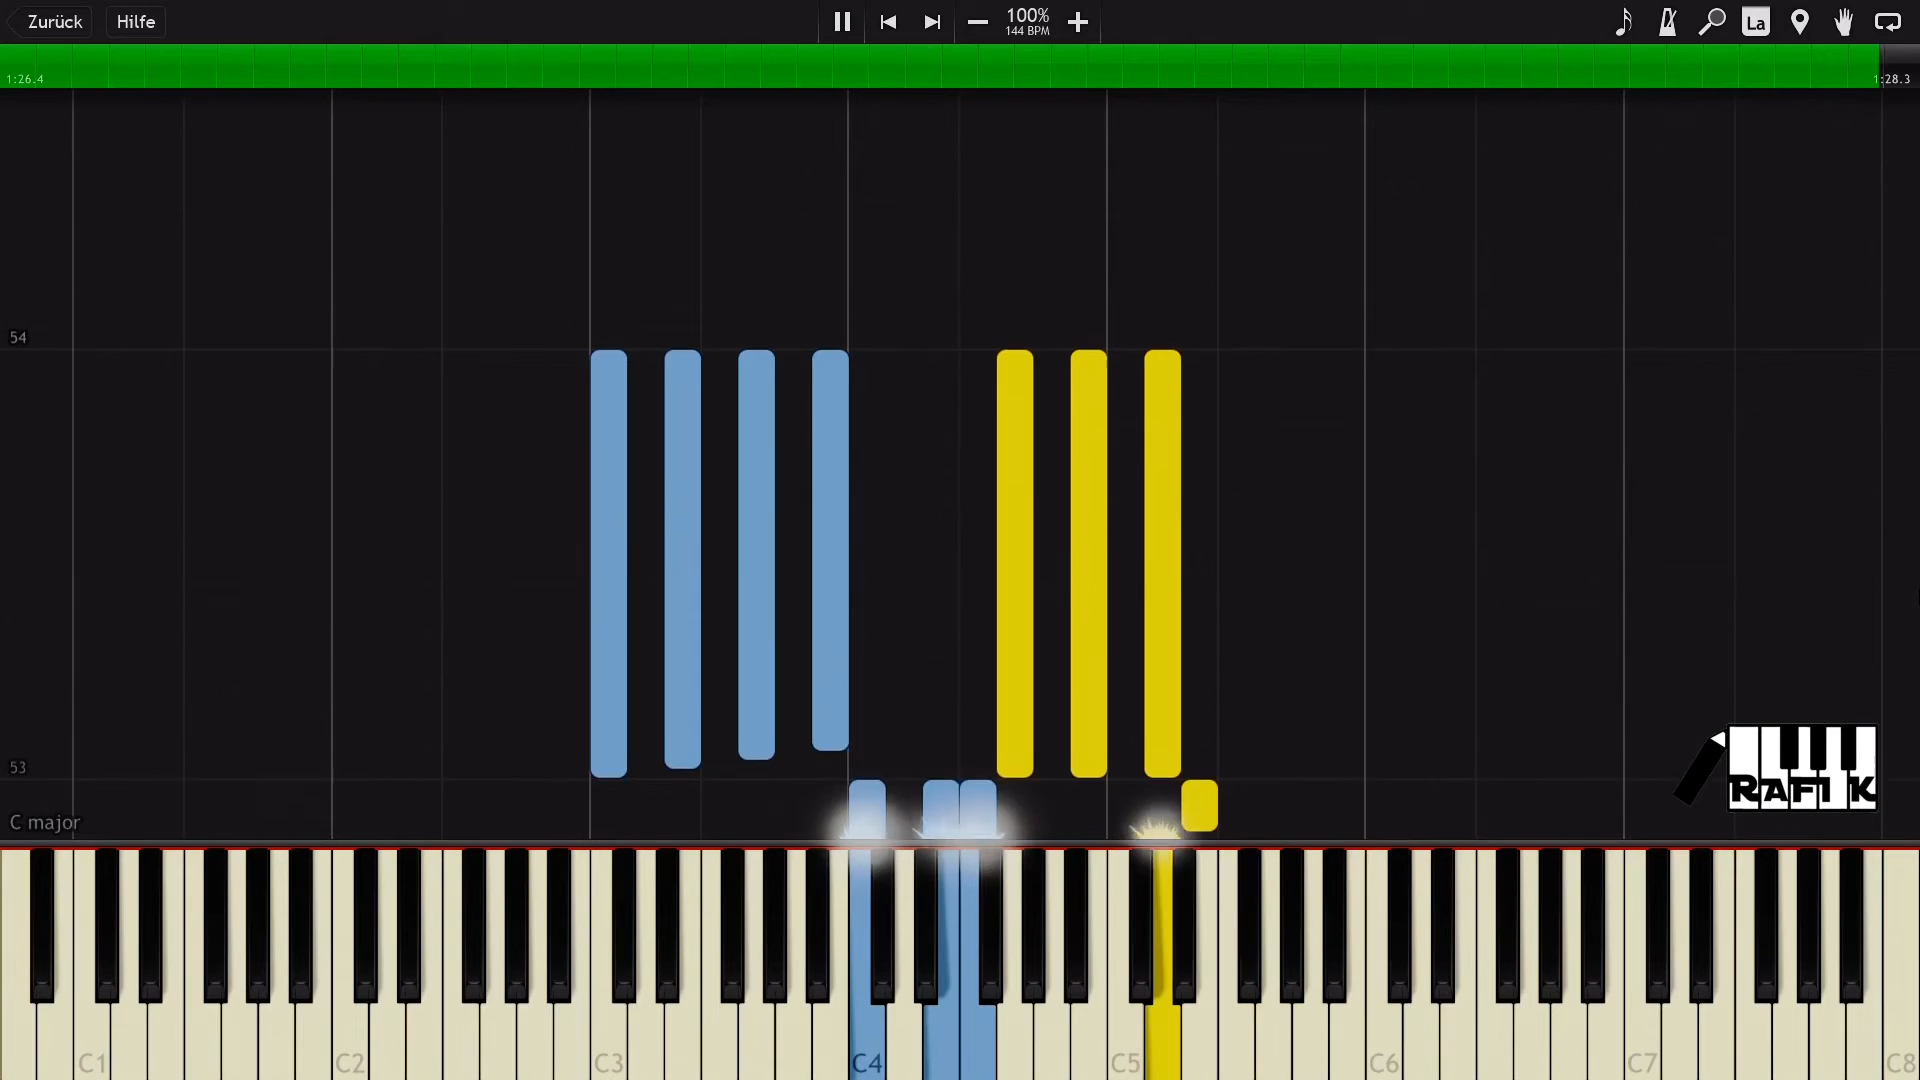 Zurück
Hilfe
100%
144 BPM
La
1:26.4
1:28.3
54
53
C major
RAFIK
C1
C2
C3
C4
C5
C6
C7
C8